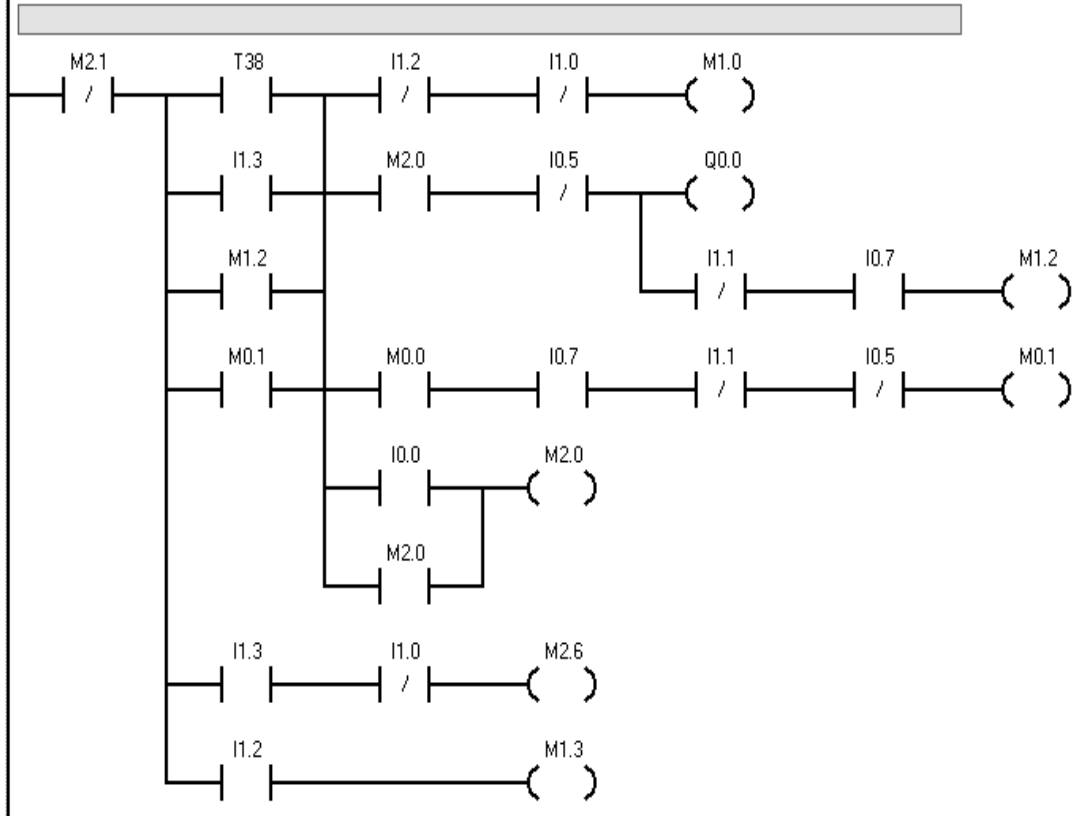 M2.1 T38 I1.2 I1.0 M1.0
/ / /
I1.3 M2.0 I0.5 Q0.0
/
M1.2 I1.1 I0.7 M1.2
/
M0.1 M0.0 I0.7 I1.1 I0.5 M0.1
/ /
I0.0 M2.0
M2.0
I1.3 I1.0 M2.6
/
I1.2 M1.3